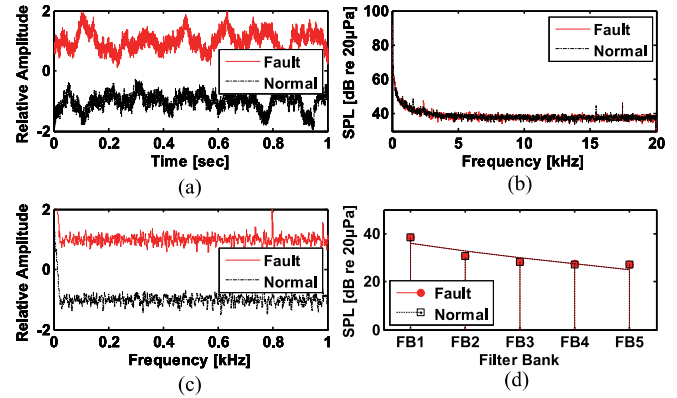 2
0
-2
Relative Amplitude
0
0.2
0.4
0.6
0.8
1
Time [sec]
Fault
Normal
(a)
100
80
60
40
SPL [dB re 20µPa]
0
5
10
15
20
Frequency [kHz]
Fault
Normal
(b)
2
0
-2
Relative Amplitude
0
0.2
0.4
0.6
0.8
1
Frequency [kHz]
Fault
Normal
(c)
40
20
0
SPL [dB re 20µPa]
FB1
FB2
FB3
FB4
FB5
Filter Bank
Fault
Normal
(d)